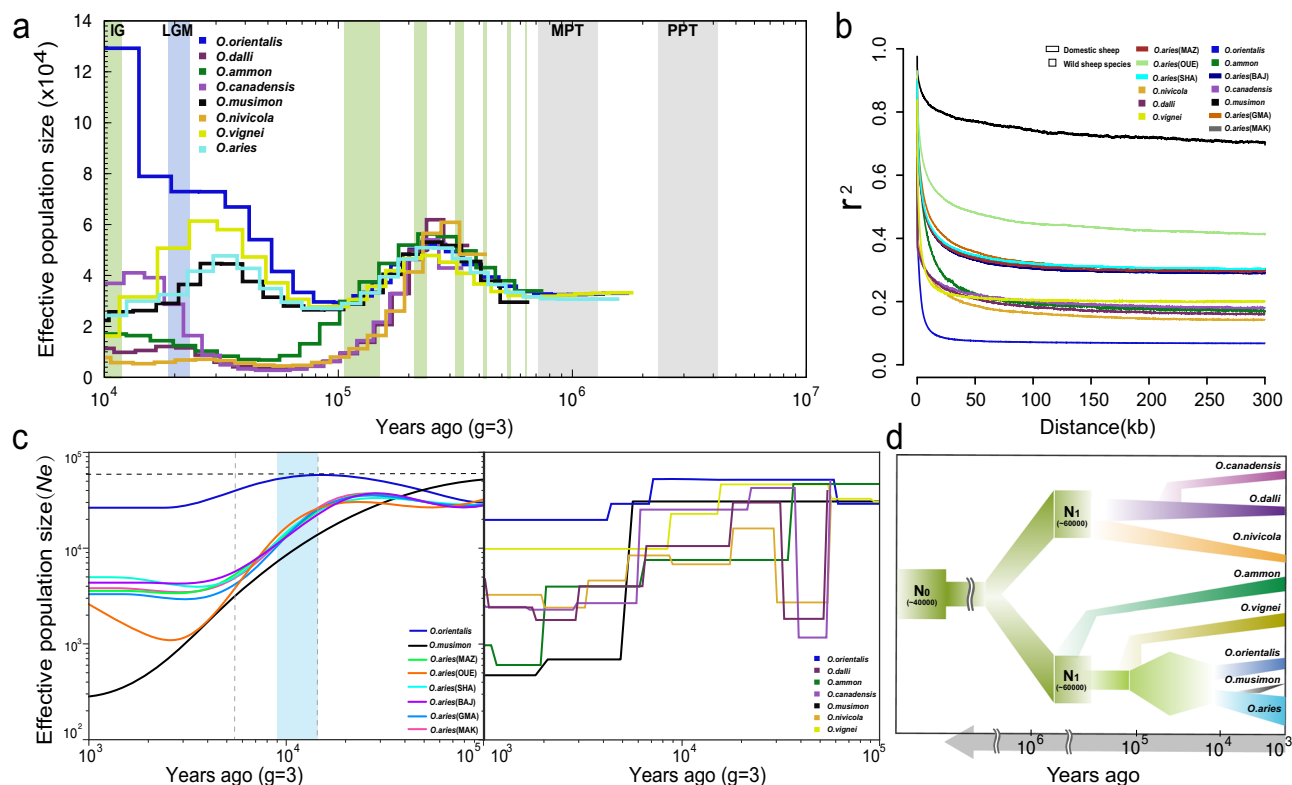 a
IG
LGM
MPT
PPT
O.orientalis
O.dalli
O.ammon
O.canadensis
O.musimon
O.nivicola
O.vignei
O.aries
Effective population size (x10⁴)
14
12
10
8
6
4
2
0
10⁴
10⁵
10⁶
10⁷
Years ago (g=3)
b
Domestic sheep
Wild sheep species
O.aries(MAZ)
O.aries(OUE)
O.aries(SHA)
O.nivicola
O.dalli
O.vignei
O.orientalis
O.ammon
O.aries(BAJ)
O.canadensis
O.musimon
O.aries(GMA)
O.aries(MAK)
r²
1.0
0.8
0.6
0.4
0.2
0.0
0
50
100
150
200
250
300
Distance(kb)
c
Effective population size(Ne)
10⁵
10⁴
10³
10²
O.orientalis
O.musimon
O.aries(MAZ)
O.aries(OUE)
O.aries(SHA)
O.aries(BAJ)
O.aries(GMA)
O.aries(MAK)
10³
10⁴
10⁵
Years ago (g=3)
O.orientalis
O.dalli
O.ammon
O.canadensis
O.musimon
O.nivicola
O.vignei
10³
10⁴
10⁵
Years ago (g=3)
d
N₀
(~40000)
N₁
(~60000)
N₁
(~60000)
O.canadensis
O.dalli
O.nivicola
O.ammon
O.vignei
O.orientalis
O.musimon
O.aries
10⁶
10⁵
10⁴
10³
Years ago